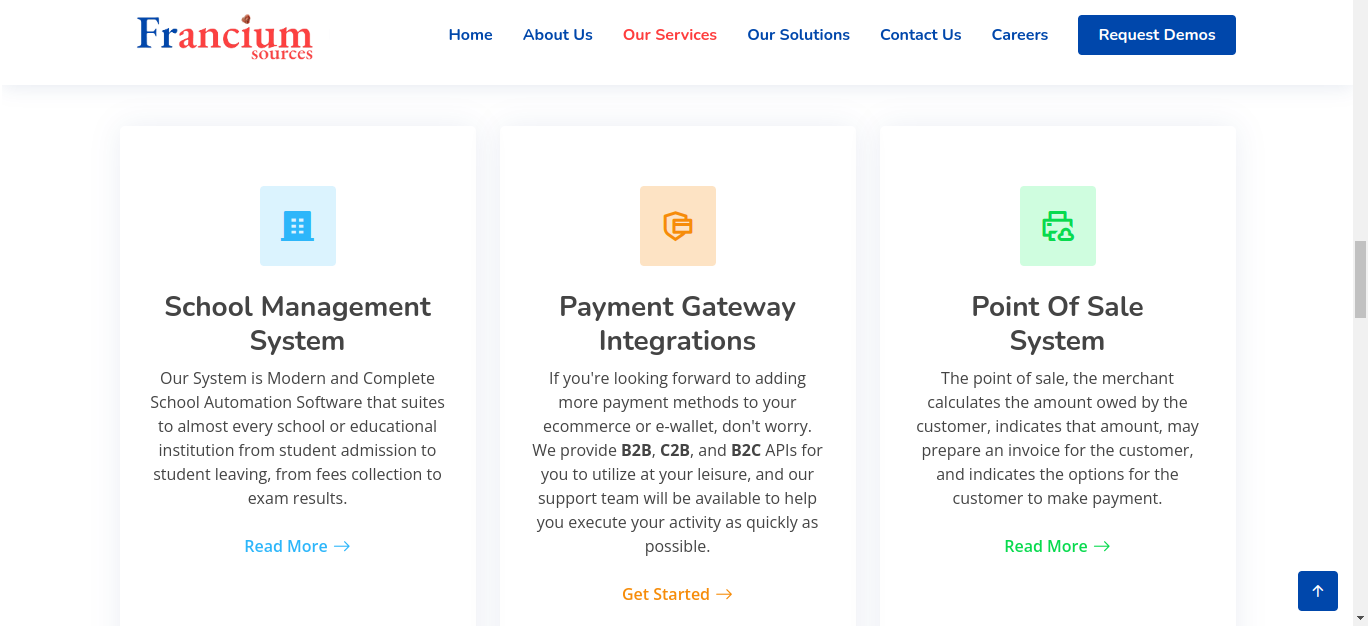 Francium
sources
Home About Us Our Services Our Solutions Contact Us Careers Request Demos
School Management
System
Our System is Modern and Complete
School Automation Software that suites
to almost every school or educational
institution from student admission to
student leaving, from fees collection to
exam results.
Read More →
Payment Gateway
Integrations
If you're looking forward to adding
more payment methods to your
ecommerce or e-wallet, don't worry.
We provide B2B, C2B, and B2C APIs for
you to utilize at your leisure, and our
support team will be available to help
you execute your activity as quickly as
possible.
Get Started →
Point Of Sale
System
The point of sale, the merchant
calculates the amount owed by the
customer, indicates that amount, may
prepare an invoice for the customer,
and indicates the options for the
customer to make payment.
Read More →